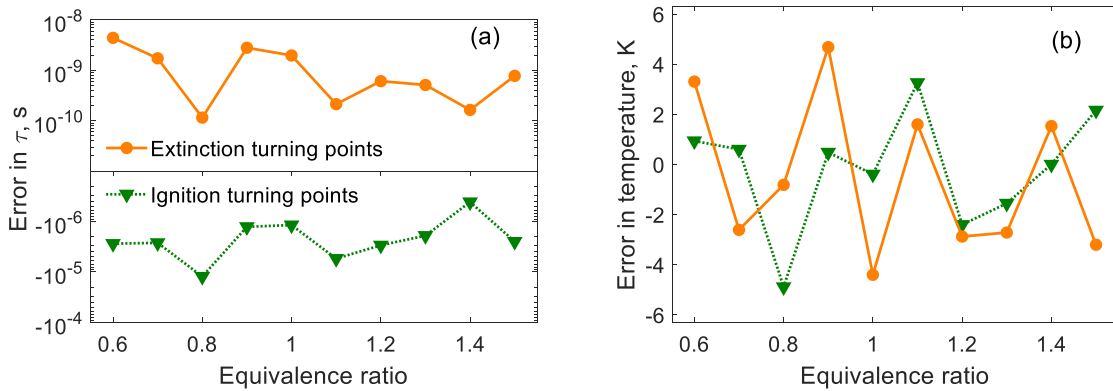 (a)
Error in τ, s
10⁻⁸
10⁻⁹
10⁻¹⁰
Extinction turning points
Ignition turning points
-10⁻⁶
-10⁻⁵
-10⁻⁴
0.6 0.8 1 1.2 1.4
Equivalence ratio
(b)
Error in temperature, K
6
4
2
0
-2
-4
-6
0.6 0.8 1 1.2 1.4
Equivalence ratio